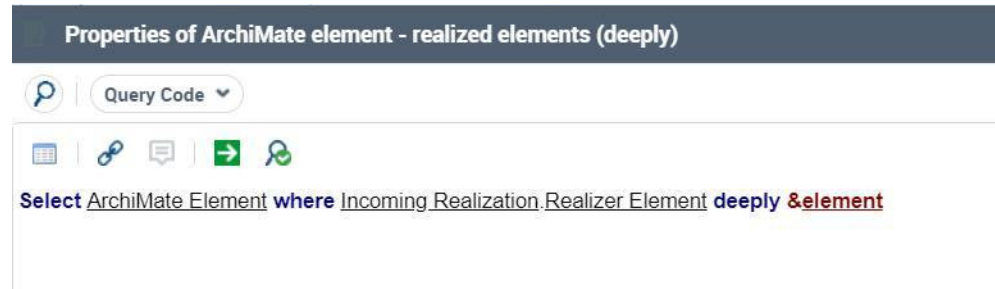 Properties of ArchiMate element - realized elements (deeply)
Query Code
Select ArchiMate Element where Incoming Realization.Realizer Element deeply &element